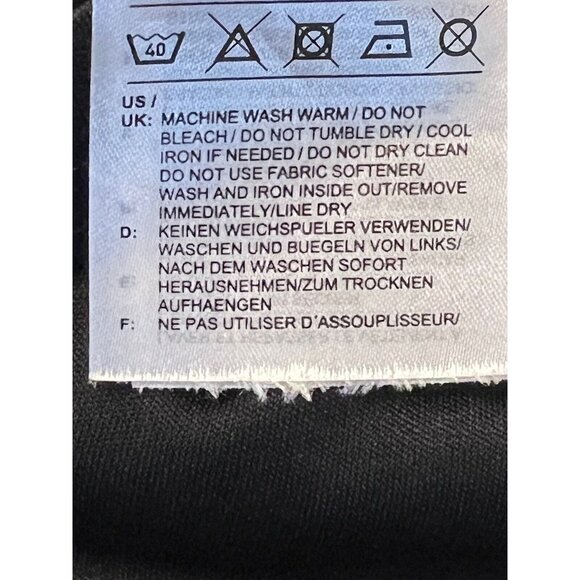 40
US /
UK: MACHINE WASH WARM / DO NOT
BLEACH / DO NOT TUMBLE DRY / COOL
IRON IF NEEDED / DO NOT DRY CLEAN
DO NOT USE FABRIC SOFTENER/
WASH AND IRON INSIDE OUT/REMOVE
IMMEDIATELY/LINE DRY
D: KEINEN WEICHSPUELER VERWENDEN/
WASCHEN UND BUEGELN VON LINKS/
NACH DEM WASCHEN SOFORT
HERAUSNEHMEN/ZUM TROCKNEN
AUFHAENGEN
F: NE PAS UTILISER D'ASSOUPLISSEUR/